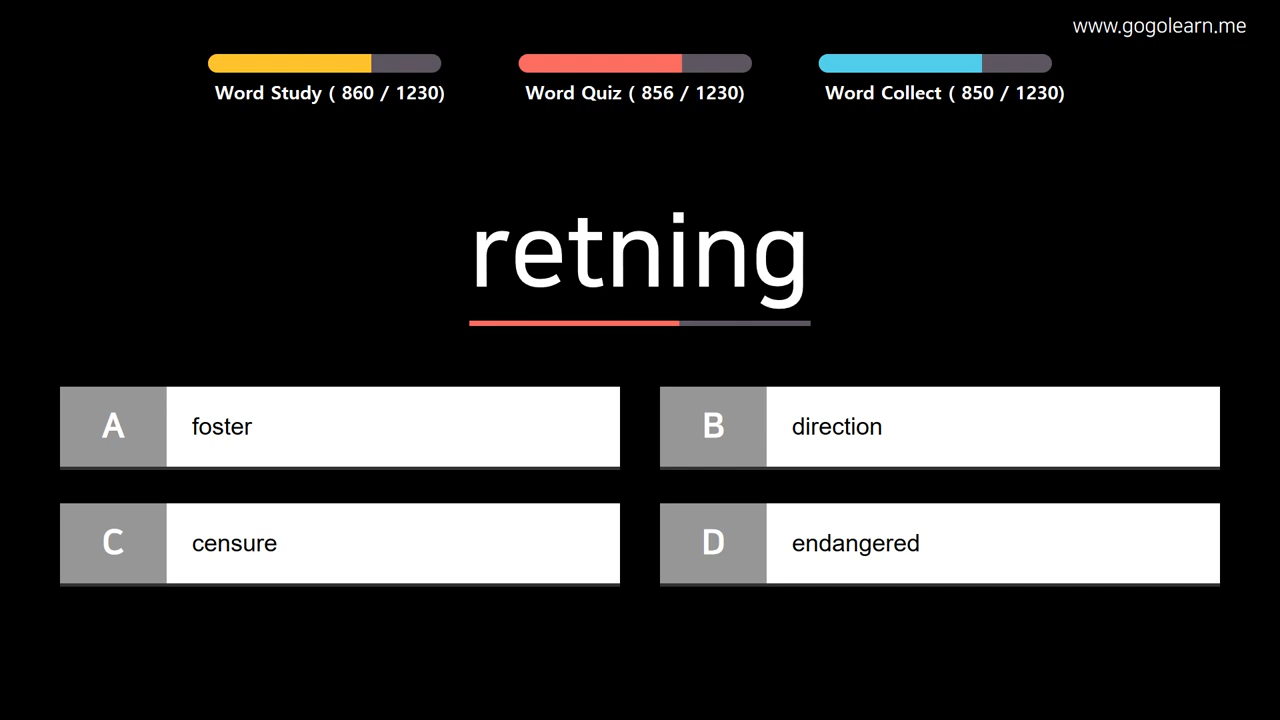 www.gogolearn.me
Word Study ( 860 / 1230)
Word Quiz ( 856 / 1230)
Word Collect ( 850 / 1230)
retning
A foster
B direction
C censure
D endangered